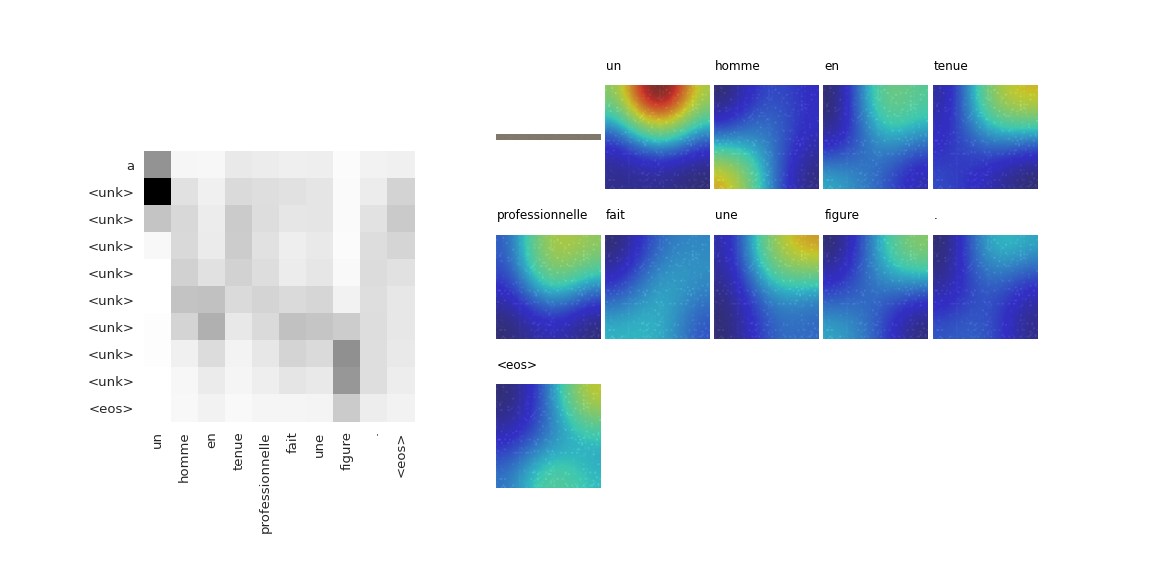 a
<unk>
<unk>
<unk>
<unk>
<unk>
<unk>
<unk>
<unk>
<eos>
un homme en tenue professionnelle fait une figure . <eos>
un homme en tenue
professionnelle fait une figure .
<eos>